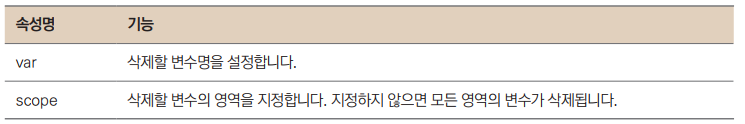 속성명 기능
var 삭제할 변수명을 설정합니다.
scope 삭제할 변수의 영역을 지정합니다. 지정하지 않으면 모든 영역의 변수가 삭제됩니다.